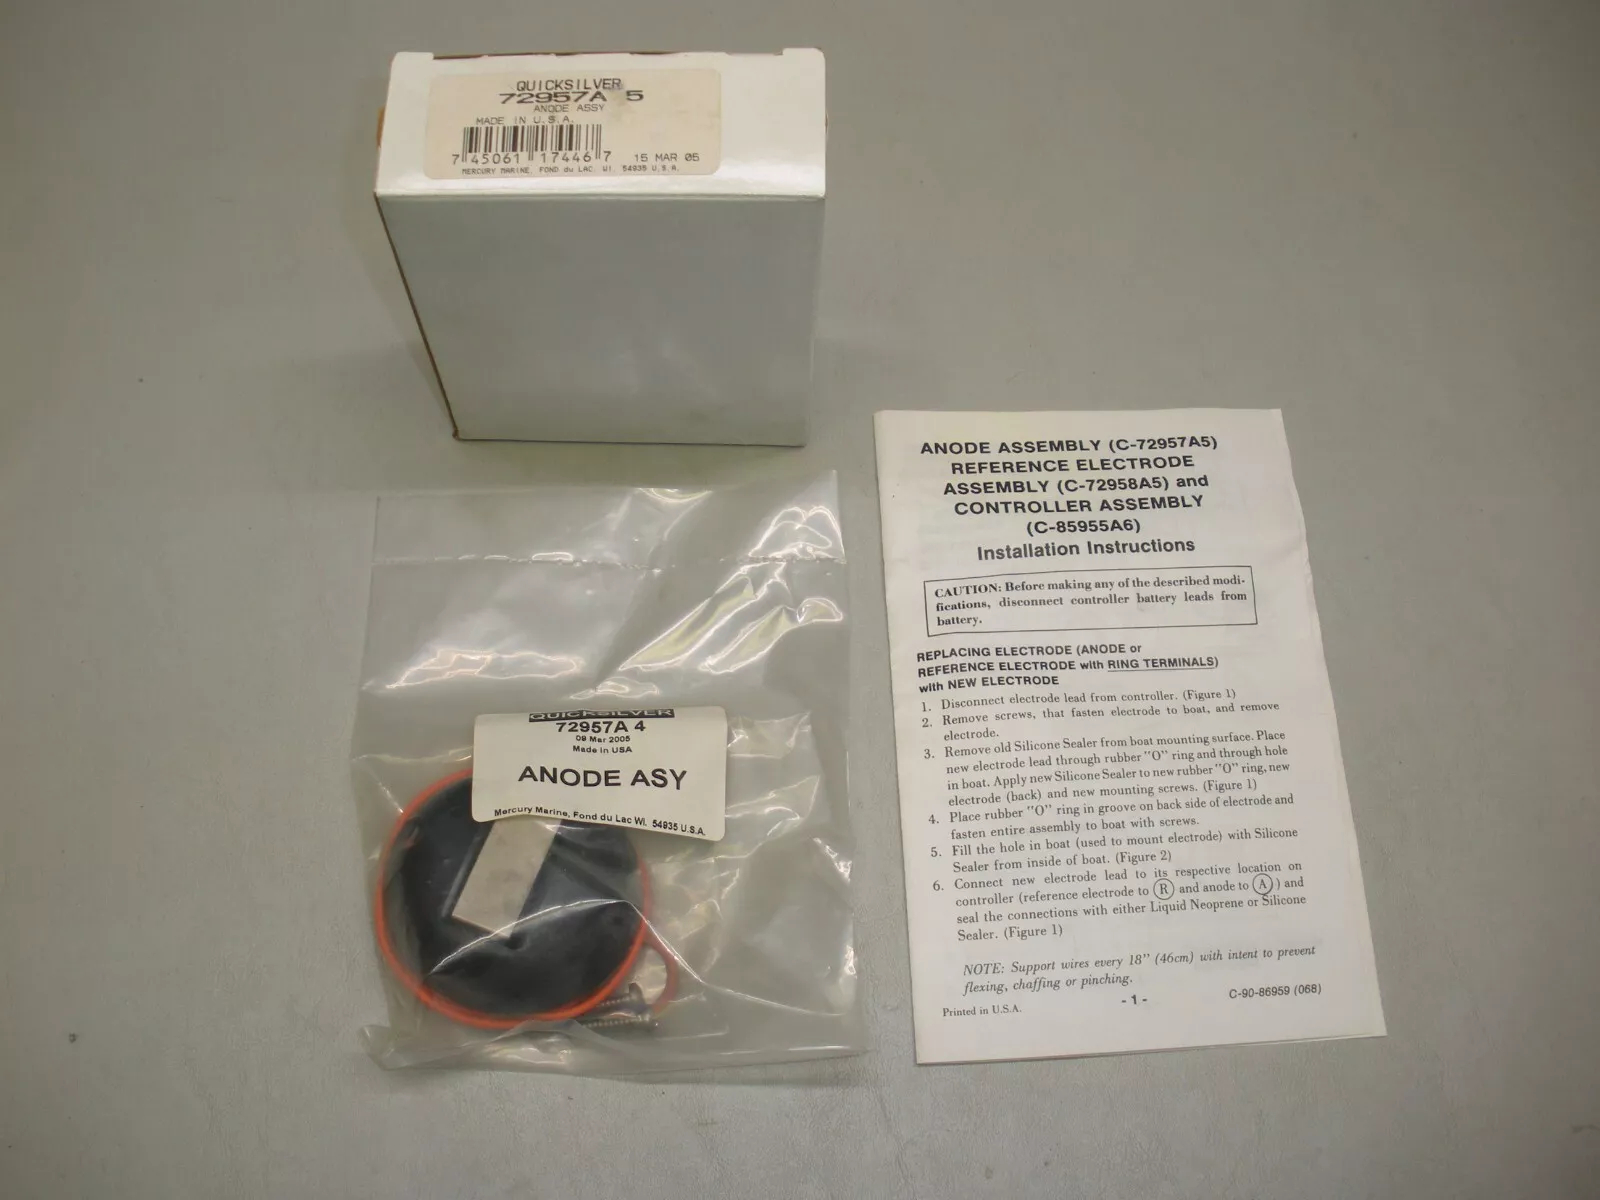 QUICKSILVER
72957A 5
ANODE ASSY
MADE IN U.S.A.
7 45061 17446 7
15 MAR 05
MERCURY MARINE, FOND du LAC, WI. 54935 U.S.A.
QUICKSILVER
72957A 4
09 Mar 2005
Made in USA
ANODE ASY
Mercury Marine, Fond du Lac WI. 54935 U.S.A.
ANODE ASSEMBLY (C-72957A5)
REFERENCE ELECTRODE
ASSEMBLY (C-72958A5) and
CONTROLLER ASSEMBLY
(C-85955A6)
Installation Instructions
CAUTION: Before making any of the described modi-
fications, disconnect controller battery leads from
battery.
REPLACING ELECTRODE (ANODE or
REFERENCE ELECTRODE with RING TERMINALS)
with NEW ELECTRODE
1. Disconnect electrode lead from controller. (Figure 1)
2. Remove screws, that fasten electrode to boat, and remove
electrode.
3. Remove old Silicone Sealer from boat mounting surface. Place
new electrode lead through rubber "O" ring and through hole
in boat. Apply new Silicone Sealer to new rubber "O" ring, new
electrode (back) and new mounting screws. (Figure 1)
4. Place rubber "O" ring in groove on back side of electrode and
fasten entire assembly to boat with screws.
5. Fill the hole in boat (used to mount electrode) with Silicone
Sealer from inside of boat. (Figure 2)
6. Connect new electrode lead to its respective location on
controller (reference electrode to R and anode to A) and
seal the connections with either Liquid Neoprene or Silicone
Sealer. (Figure 1)
NOTE: Support wires every 18" (46cm) with intent to prevent
flexing, chaffing or pinching.
Printed in U.S.A.
- 1 -
C-90-86959 (068)